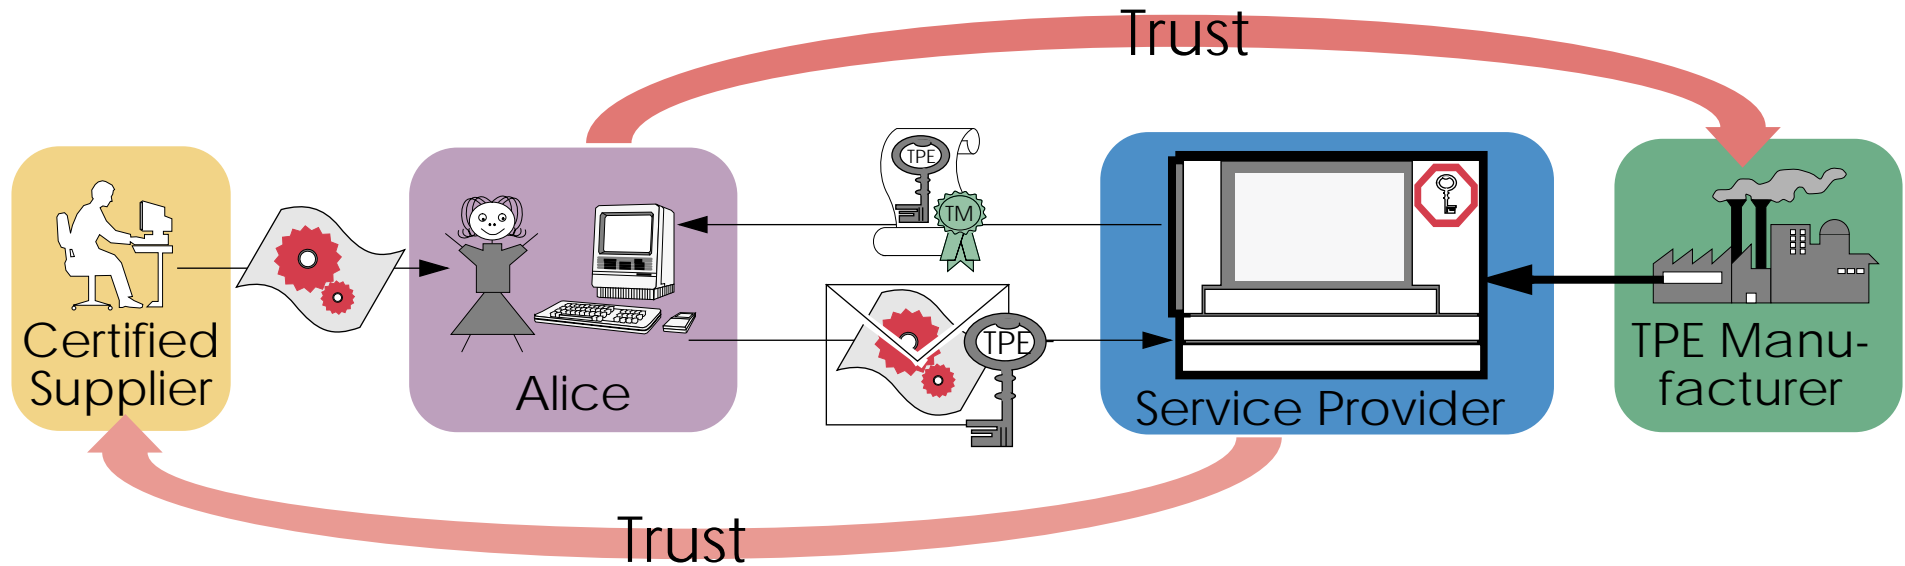 Trust
TPE
TM
Certified
Supplier
Alice
TPE
Service Provider
TPE Manu-
facturer
Trust